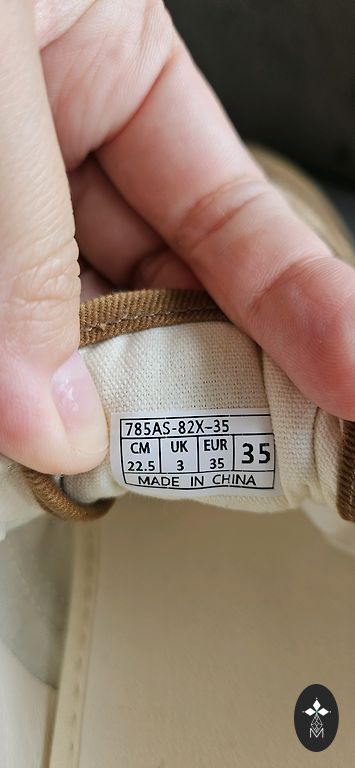 785AS-82X-35
CM UK EUR 35
22.5 3 35
MADE IN CHINA
M